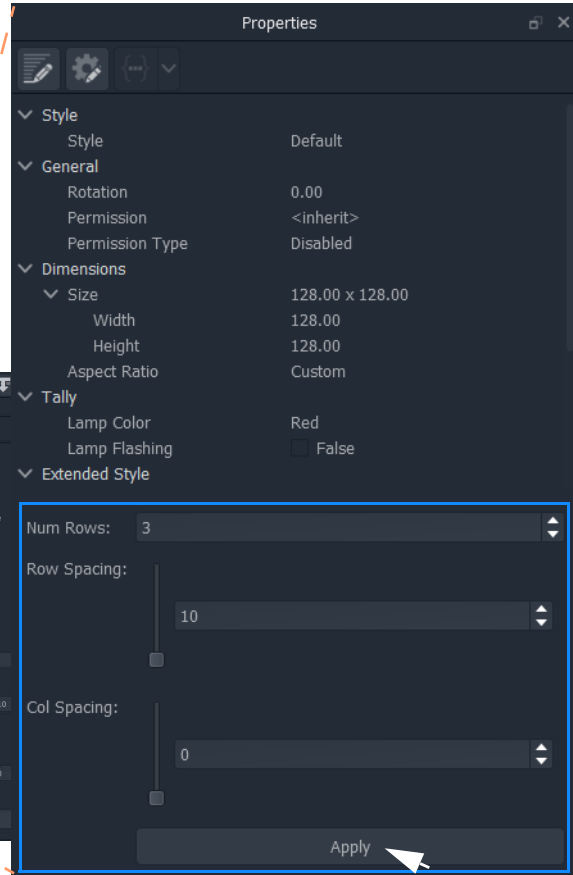 Properties
Style
Style Default
General
Rotation 0.00
Permission <inherit>
Permission Type Disabled
Dimensions
Size 128.00 x 128.00
Width 128.00
Height 128.00
Aspect Ratio Custom
Tally
Lamp Color Red
Lamp Flashing False
Extended Style
Num Rows: 3
Row Spacing:
10
Col Spacing:
0
Apply